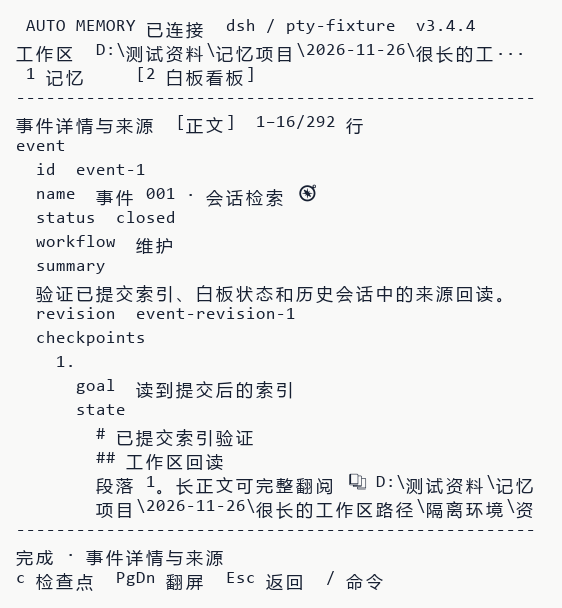 AUTO MEMORY 已连接  dsh / pty-fixture  v3.4.4
工作区  D:\测试资料\记忆项目\2026-11-26\很长的工...
1 记忆     [2 白板看板]
----------------------------------------------------
事件详情与来源  [正文]  1–16/292 行
event
  id  event-1
  name  事件 001 · 会话检索
  status  closed
  workflow  维护
  summary
  验证已提交索引、白板状态和历史会话中的来源回读。
  revision  event-revision-1
  checkpoints
    1.
      goal  读到提交后的索引
      state
        # 已提交索引验证
        ## 工作区回读
        段落 1。长正文可完整翻阅  D:\测试资料\记忆
        项目\2026-11-26\很长的工作区路径\隔离环境\资
----------------------------------------------------
完成 · 事件详情与来源
c 检查点  PgDn 翻屏  Esc 返回  / 命令